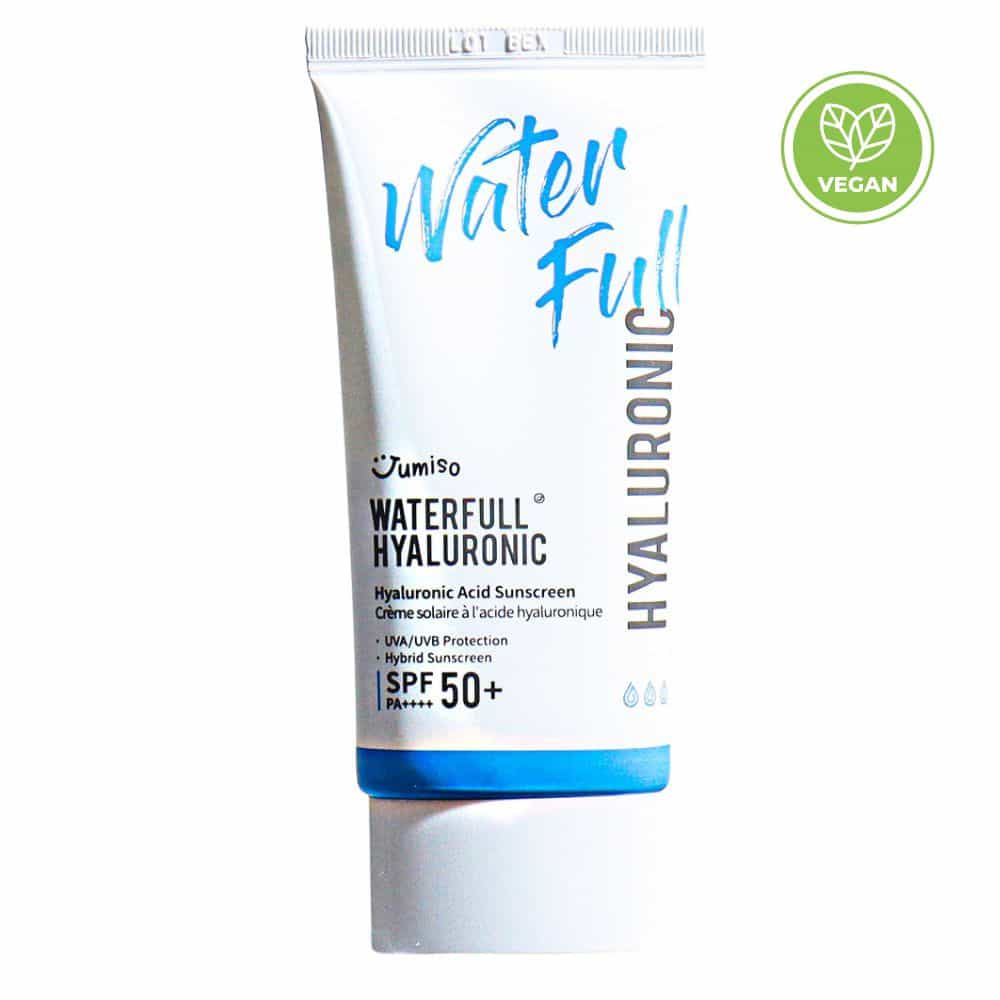 LOT BEX
Water
Full
HYALURONIC
VEGAN
Jumiso
WATERFULL
HYALURONIC
Hyaluronic Acid Sunscreen
Crème solaire à l'acide hyaluronique
· UVA/UVB Protection
· Hybrid Sunscreen
SPF 50+
PA++++